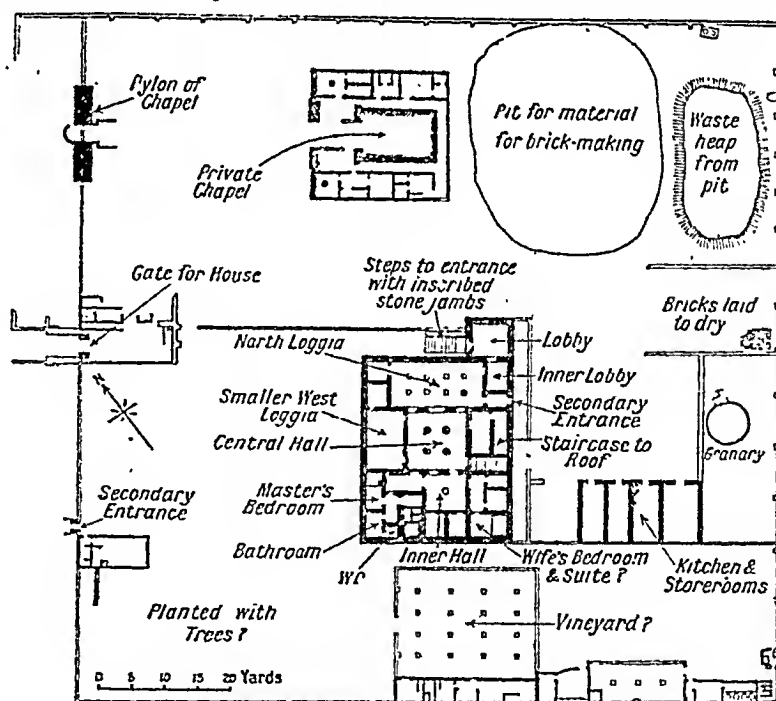 Pylon of
Chapel
Private
Chapel
Pit for material
for brick-making
Waste
heap
from
pit
Gate for House
Steps to entrance
with inscribed
stone jambs
Bricks laid
to dry
North Loggia
Lobby
Inner Lobby
Smaller West
Loggia
Secondary
Entrance
Central Hall
Staircase to
Roof
Granary
N
Secondary
Entrance
Master's
Bedroom
Bathroom
WC
Inner Hall
Wife's Bedroom
& Suite?
Kitchen &
Storerooms
Planted with
Trees?
Vineyard?
0 5 10 15 20 Yards